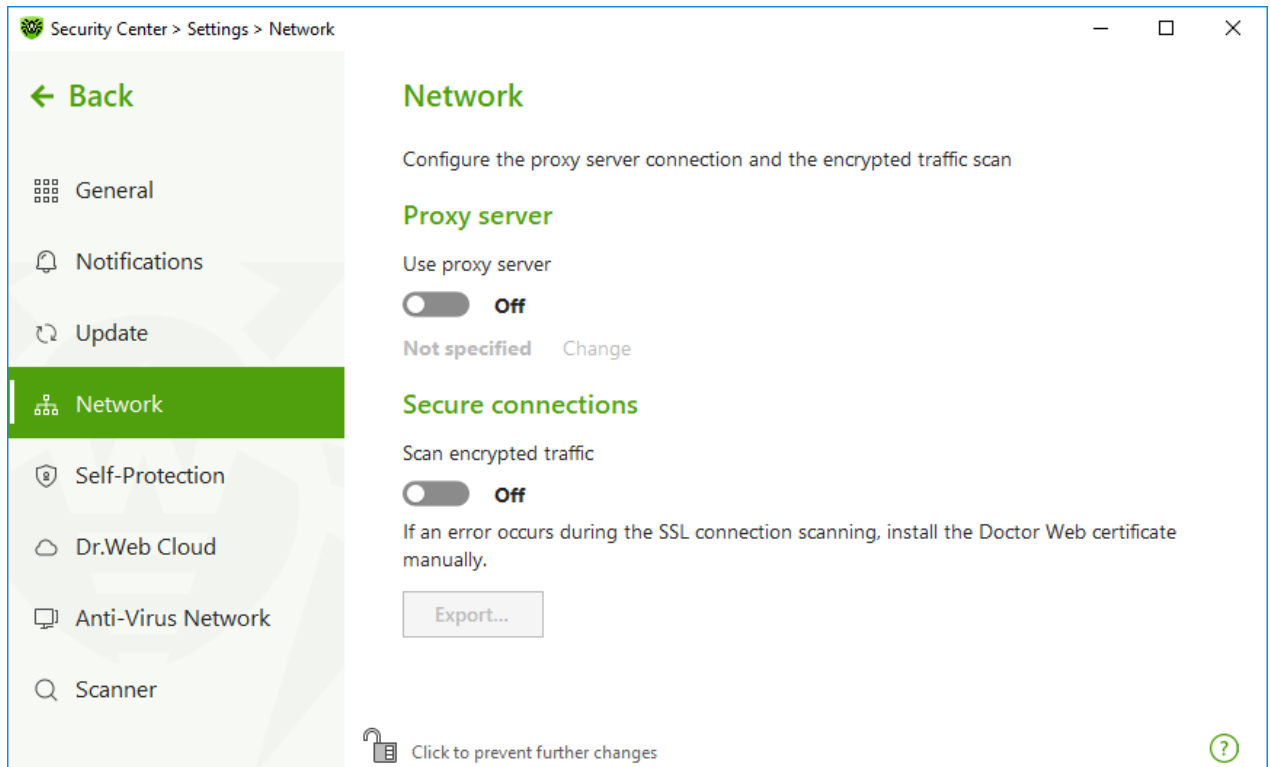 Security Center > Settings > Network
Back
General
Notifications
Update
Network
Self-Protection
Dr.Web Cloud
Anti-Virus Network
Scanner
Network
Configure the proxy server connection and the encrypted traffic scan
Proxy server
Use proxy server
Off
Not specified Change
Secure connections
Scan encrypted traffic
Off
If an error occurs during the SSL connection scanning, install the Doctor Web certificate
manually.
Export...
Click to prevent further changes
?